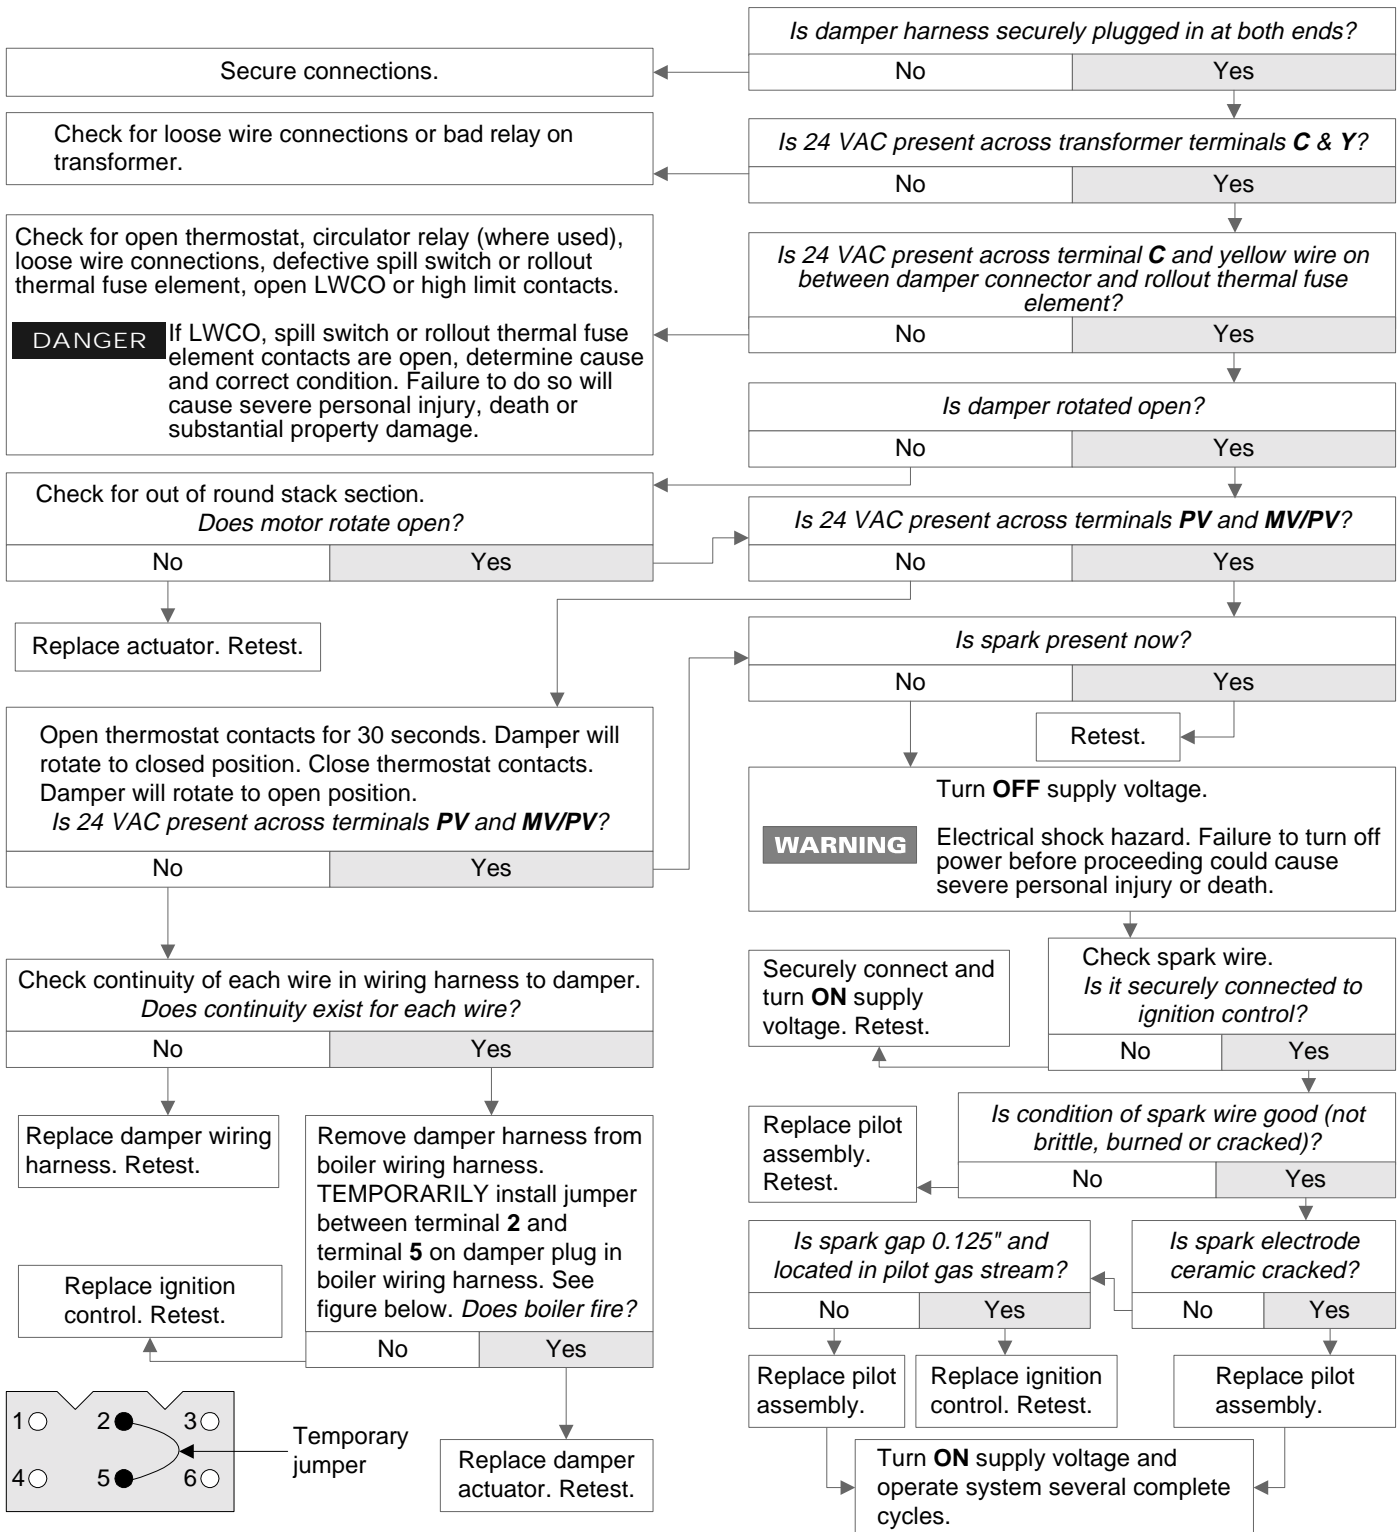 Is damper harness securely plugged in at both ends?
No
Yes
Secure connections.
Check for loose wire connections or bad relay on
transformer.
Is 24 VAC present across transformer terminals C & Y?
No
Yes
Check for open thermostat, circulator relay (where used),
loose wire connections, defective spill switch or rollout
thermal fuse element, open LWCO or high limit contacts.
DANGER
If LWCO, spill switch or rollout thermal fuse
element contacts are open, determine cause
and correct condition. Failure to do so will
cause severe personal injury, death or
substantial property damage.
Is 24 VAC present across terminal C and yellow wire on
between damper connector and rollout thermal fuse
element?
No
Yes
Is damper rotated open?
No
Yes
Check for out of round stack section.
Does motor rotate open?
No
Yes
Is 24 VAC present across terminals PV and MV/PV?
No
Yes
Replace actuator. Retest.
Is spark present now?
No
Yes
Retest.
Open thermostat contacts for 30 seconds. Damper will
rotate to closed position. Close thermostat contacts.
Damper will rotate to open position.
Is 24 VAC present across terminals PV and MV/PV?
No
Yes
Turn OFF supply voltage.
WARNING
Electrical shock hazard. Failure to turn off
power before proceeding could cause
severe personal injury or death.
Check continuity of each wire in wiring harness to damper.
Does continuity exist for each wire?
No
Yes
Securely connect and
turn ON supply
voltage. Retest.
Check spark wire.
Is it securely connected to
ignition control?
No
Yes
Replace damper wiring
harness. Retest.
Remove damper harness from
boiler wiring harness.
TEMPORARILY install jumper
between terminal 2 and
terminal 5 on damper plug in
boiler wiring harness. See
figure below. Does boiler fire?
No
Yes
Replace pilot
assembly.
Retest.
Is condition of spark wire good (not
brittle, burned or cracked)?
No
Yes
Is spark gap 0.125" and
located in pilot gas stream?
No
Yes
Is spark electrode
ceramic cracked?
No
Yes
Replace ignition
control. Retest.
Replace pilot
assembly.
Replace ignition
control. Retest.
Replace pilot
assembly.
1
2
3
4
5
6
Temporary
jumper
Replace damper
actuator. Retest.
Turn ON supply voltage and
operate system several complete
cycles.